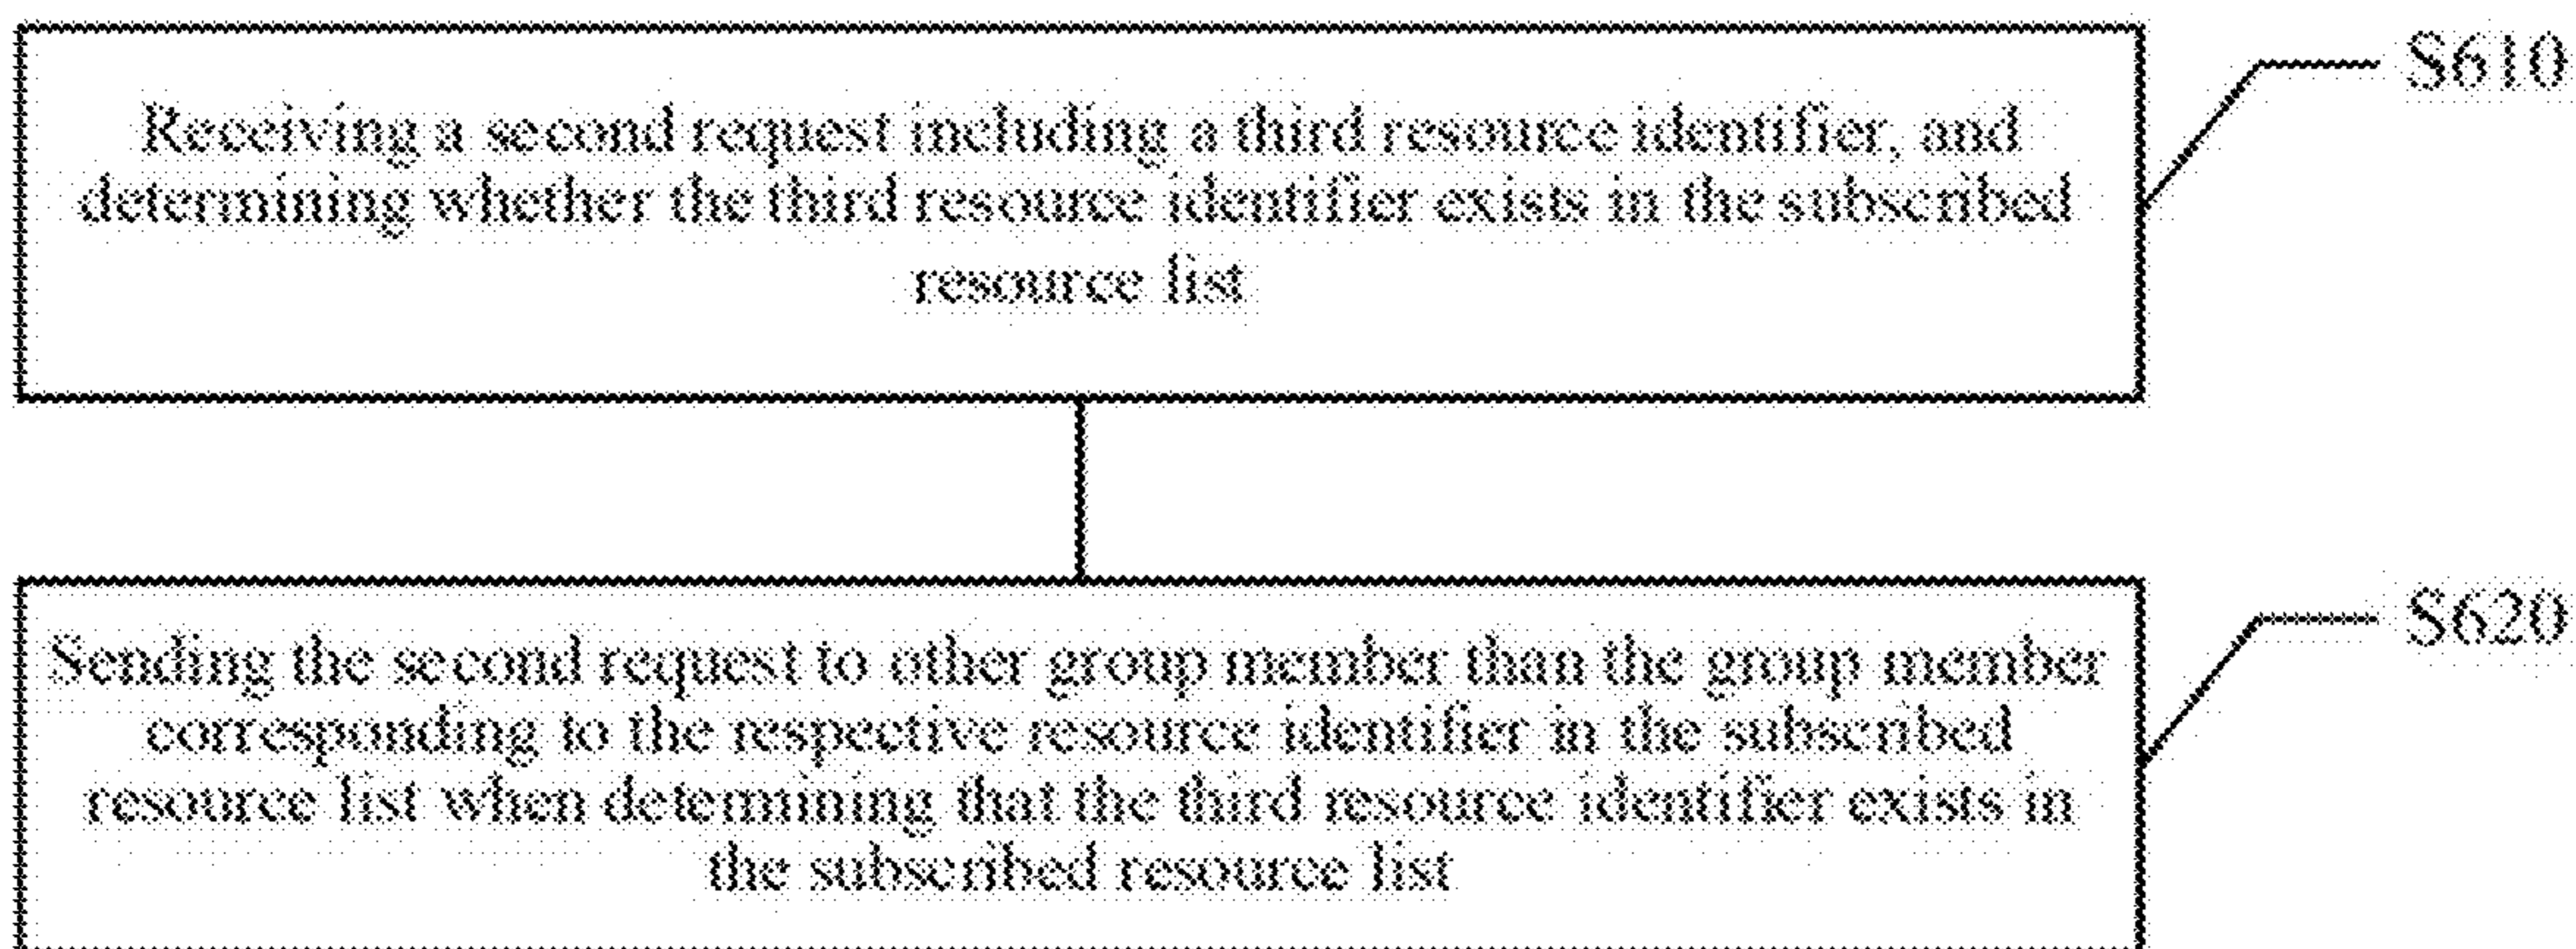 S610
Receiving a second request including a third resource identifier, and
determining whether the third resource identifier exists in the subscribed
resource list
S620
Sending the second request to other group member than the group member
corresponding to the respective resource identifier in the subscribed
resource list when determining that the third resource identifier exists in
the subscribed resource list